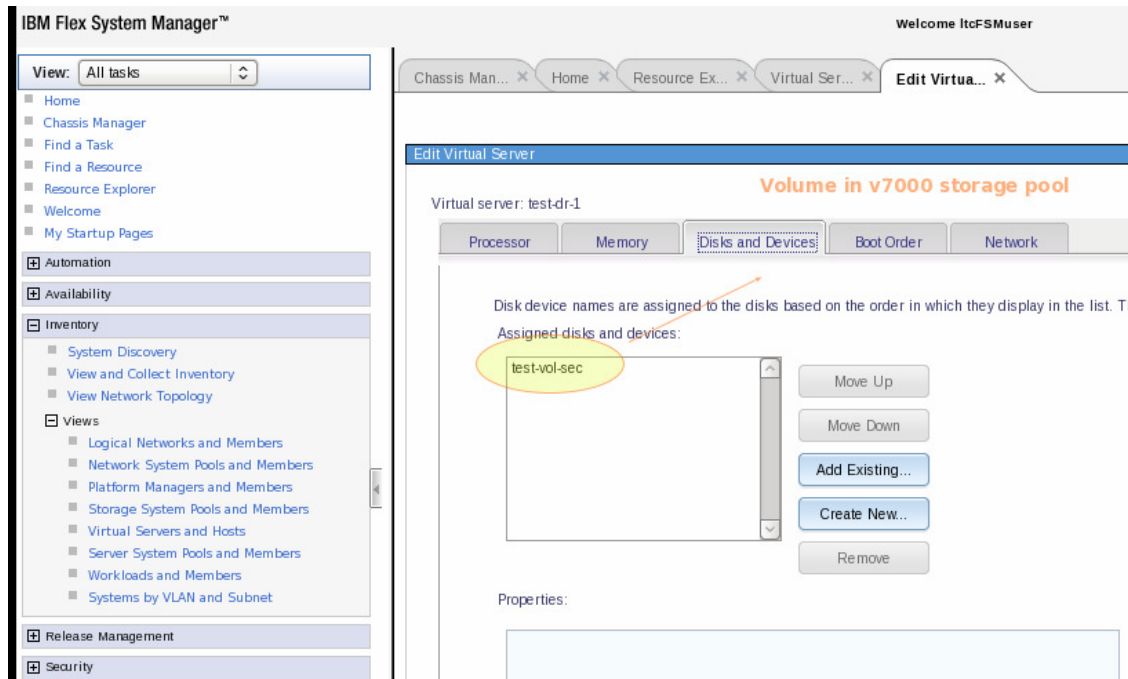 IBM Flex System Manager™
Welcome ltcFSMuser
View: All tasks
Home
Chassis Manager
Find a Task
Find a Resource
Resource Explorer
Welcome
My Startup Pages
Automation
Availability
Inventory
System Discovery
View and Collect Inventory
View Network Topology
Views
Logical Networks and Members
Network System Pools and Members
Platform Managers and Members
Storage System Pools and Members
Virtual Servers and Hosts
Server System Pools and Members
Workloads and Members
Systems by VLAN and Subnet
Release Management
Security
Chassis Man... Home Resource Ex... Virtual Ser... Edit Virtua...
Edit Virtual Server
Volume in v7000 storage pool
Virtual server: test-dr-1
Processor Memory Disks and Devices Boot Order Network
Disk device names are assigned to the disks based on the order in which they display in the list. T
Assigned disks and devices:
test-vol-sec
Move Up
Move Down
Add Existing...
Create New...
Remove
Properties: